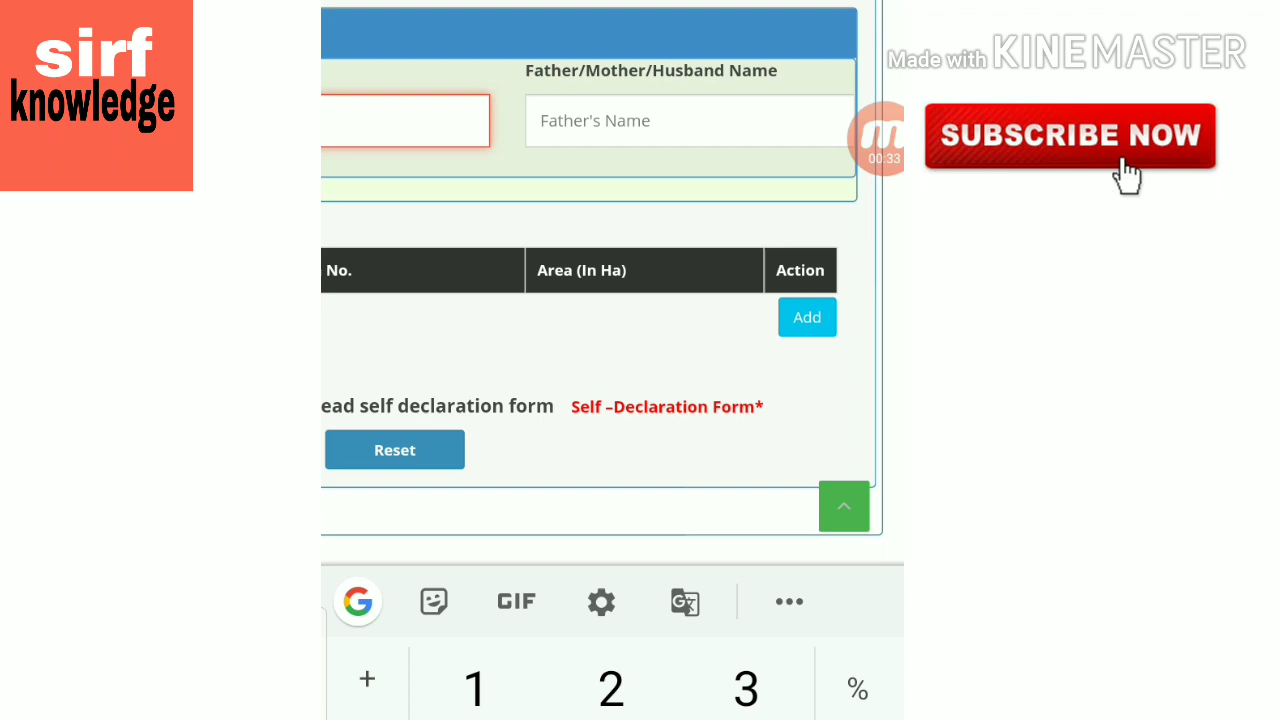 sirf
knowledge
Father/Mother/Husband Name
Father's Name
00:33
Made with KINEMASTER
SUBSCRIBE NOW
No.
Area (In Ha)
Action
Add
ead self declaration form
Self –Declaration Form*
Reset
GIF
+ 1 2 3 %